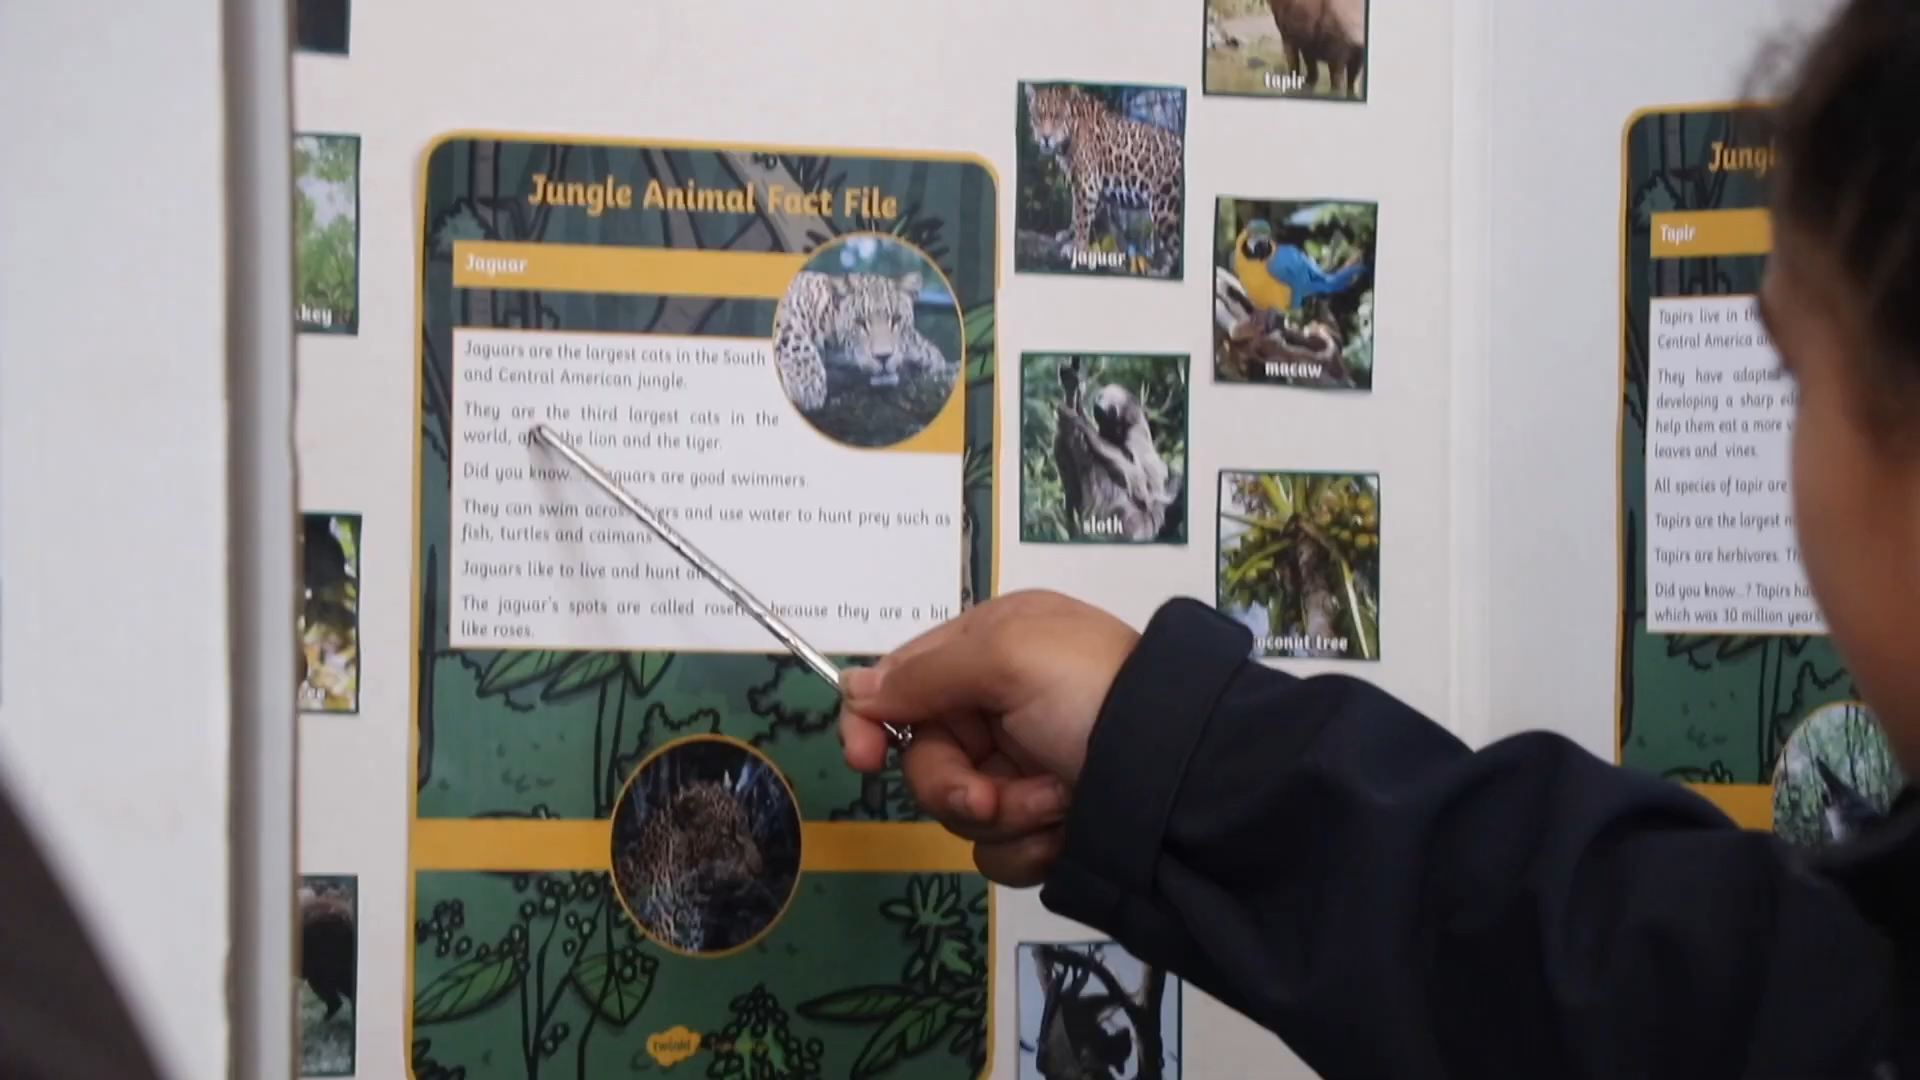 tapir
Jungle Animal Fact File
Jaguar
Jaguars are the largest cats in the South
and Central American jungle.
They are the third largest cats in the
world, the lion and the tiger.
Did you know... are good swimmers.
They can swim and use water to hunt prey such as
fish, turtles and caimans
Jaguars like to live and hunt
The jaguar's spots are called because they are a bit
like roses.
twinkl
jaguar
macaw
sloth
coconut tree
Tapir
Tapirs live in
Central America
They have
developing a sharp
help them eat a more
leaves and vines.
All species of tapir are
Tapirs are the largest
Tapirs are herbivores.
Did you know...? Tapirs
which was 30 million years